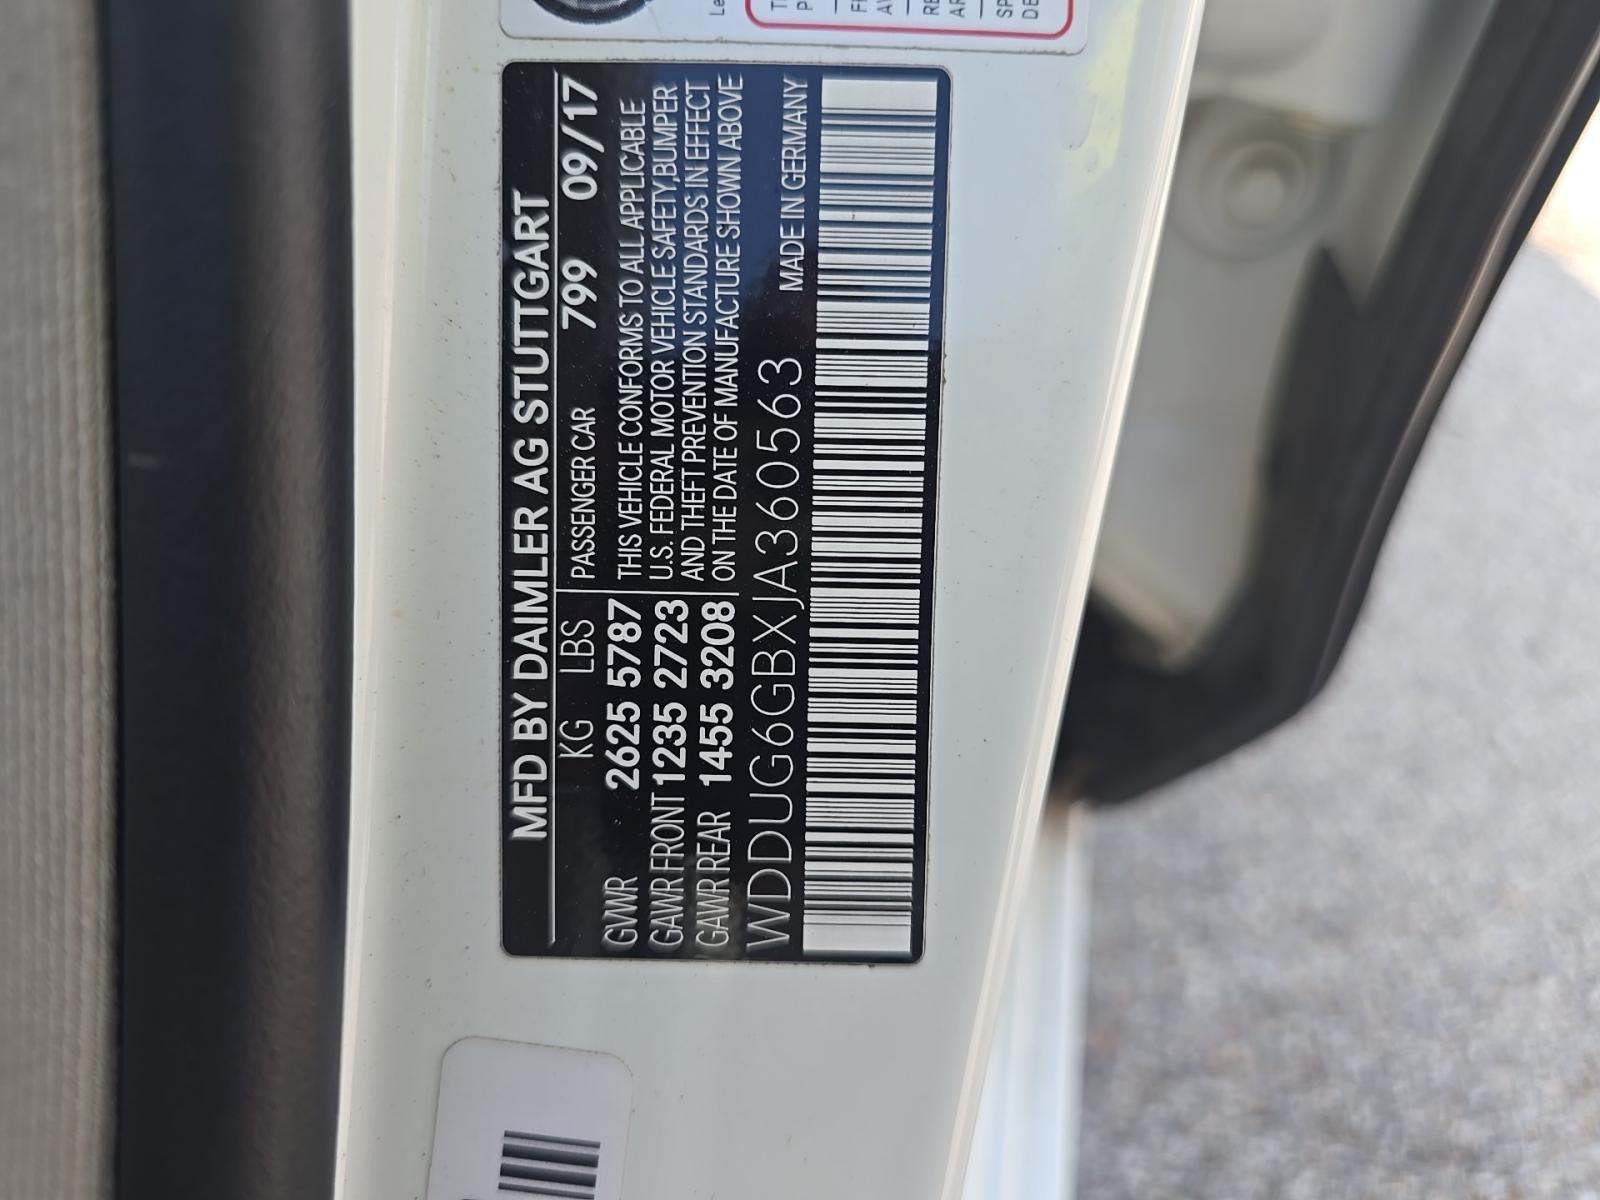 MFD BY DAIMLER AG STUTTGART
KG LBS PASSENGER CAR 799 09/17
GVWR 2625 5787 THIS VEHICLE CONFORMS TO ALL APPLICABLE
GAWR FRONT 1235 2723 U.S. FEDERAL MOTOR VEHICLE SAFETY, BUMPER
GAWR REAR 1455 3208 AND THEFT PREVENTION STANDARDS IN EFFECT
ON THE DATE OF MANUFACTURE SHOWN ABOVE
WDDUG6GBXJA360563 MADE IN GERMANY